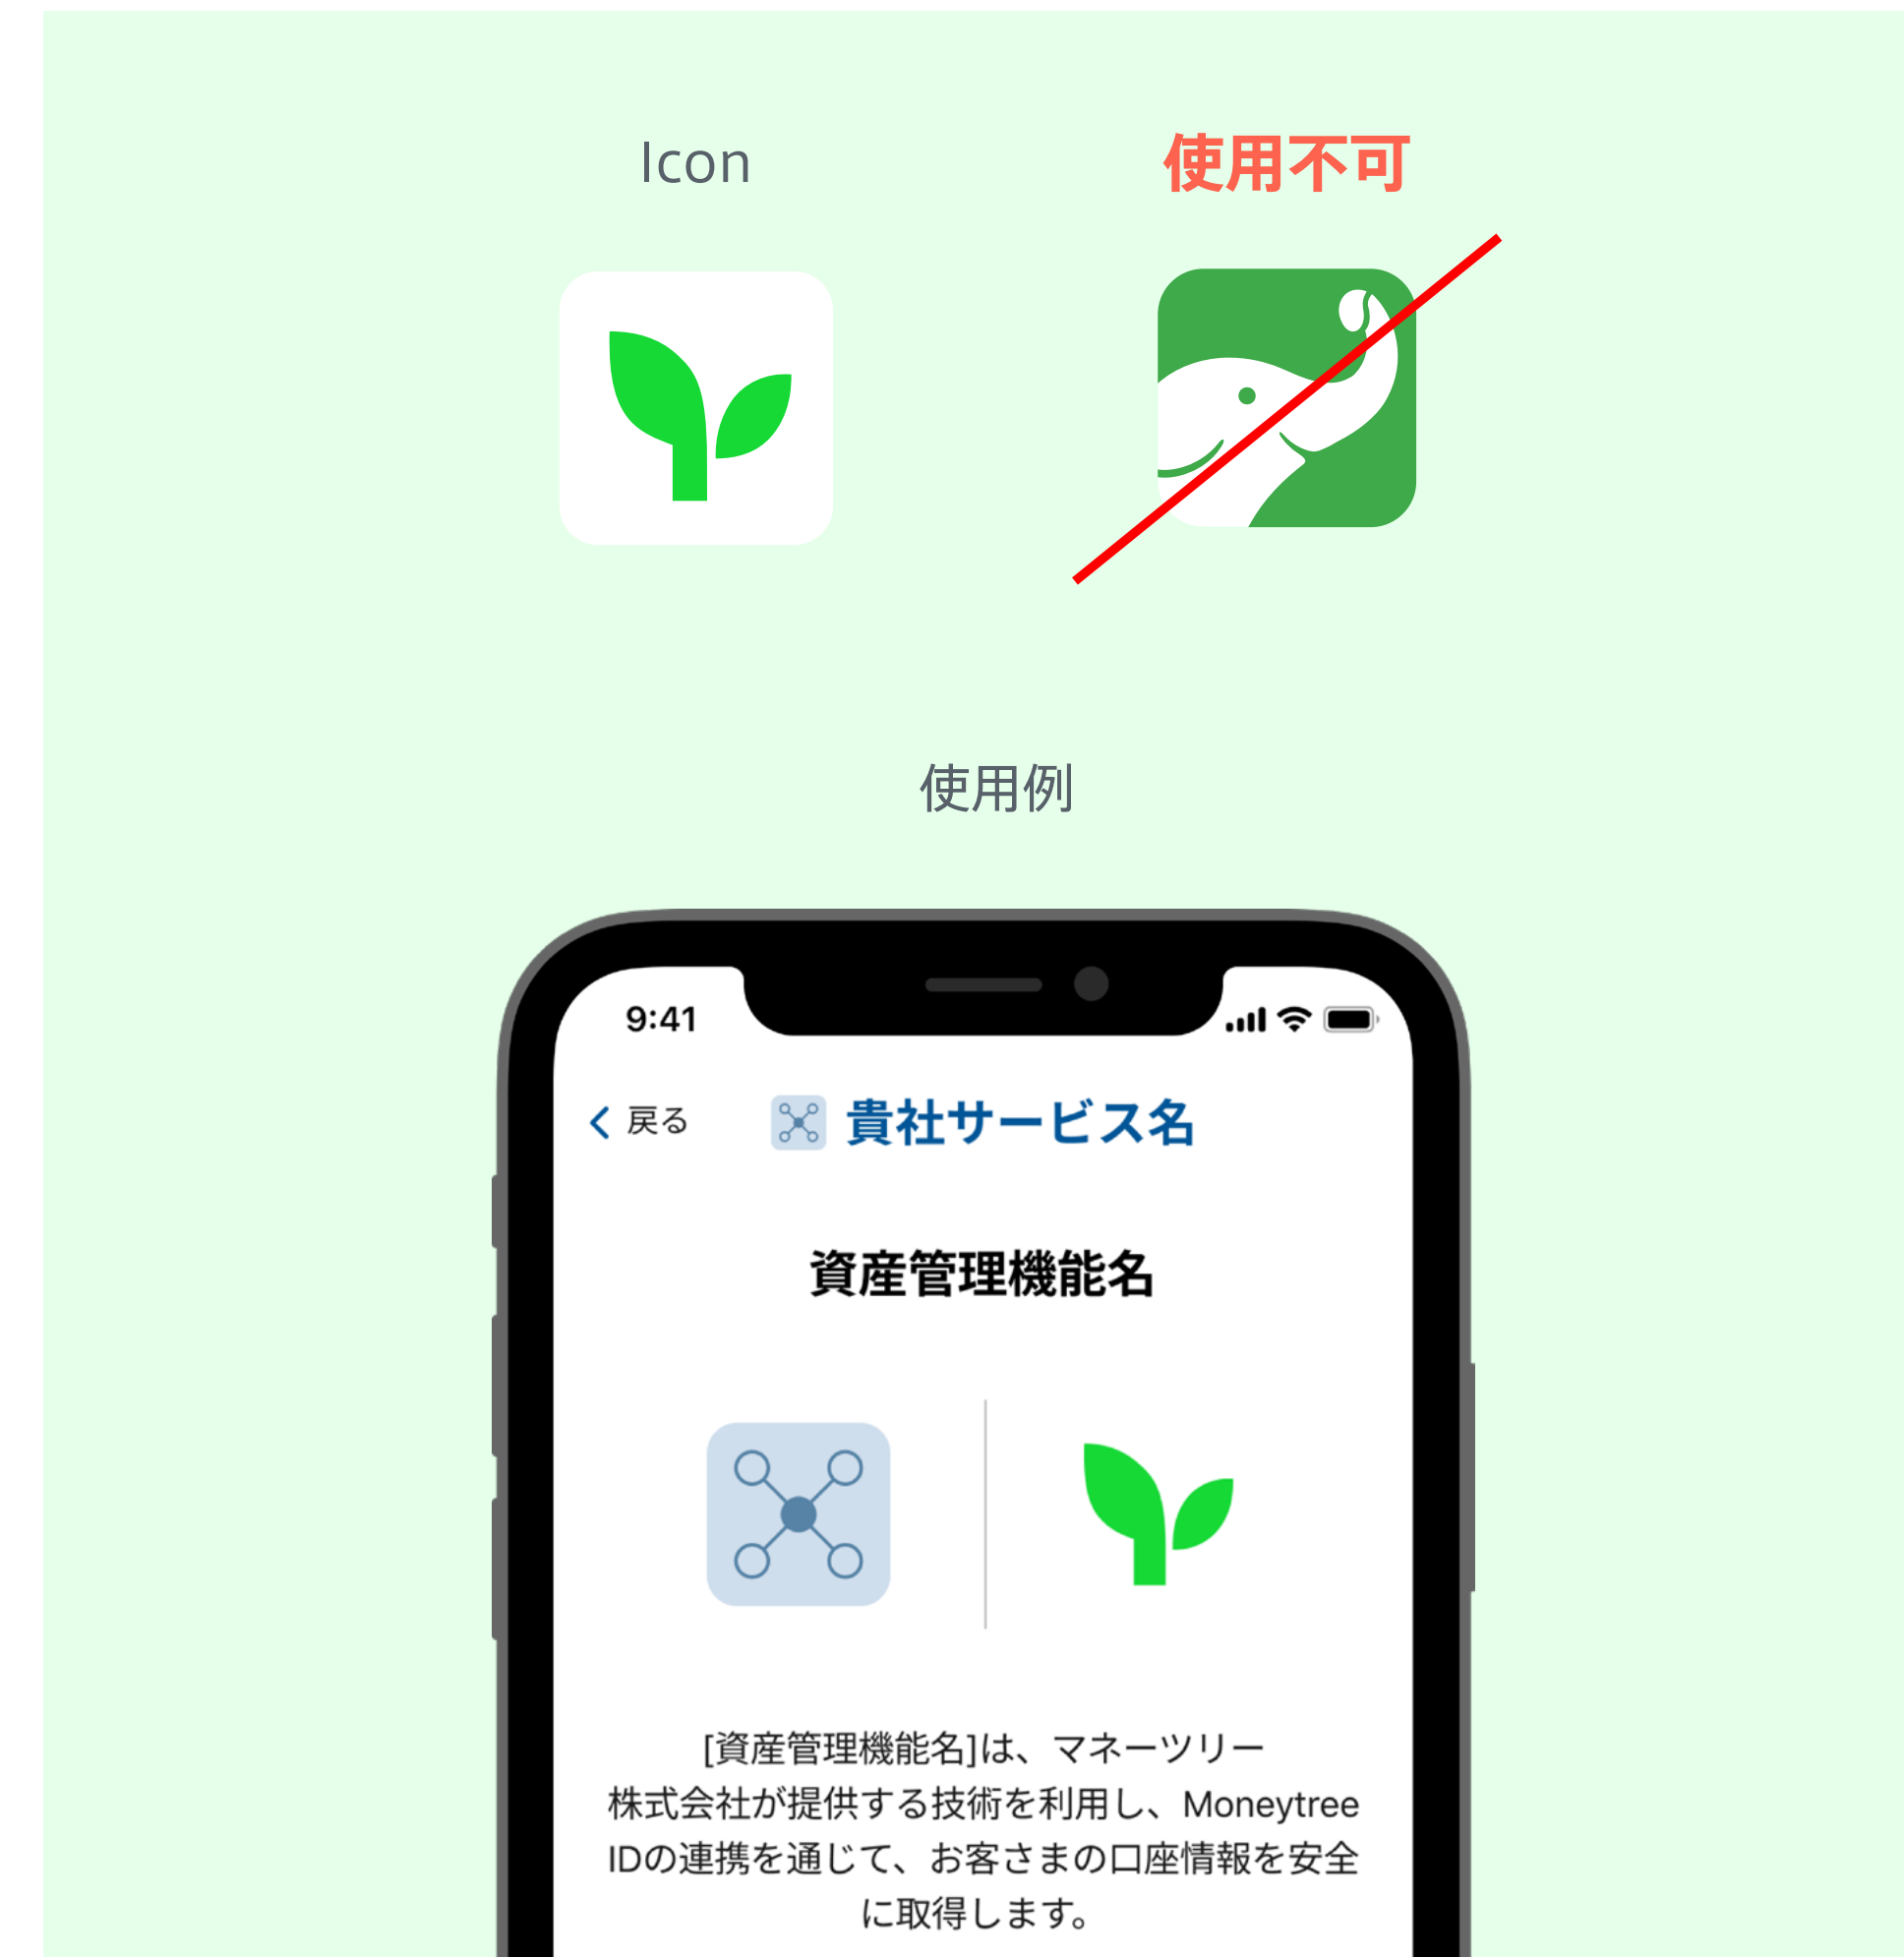 Icon
使用不可
使用例
9:41
戻る
貴社サービス名
資産管理機能名
[資産管理機能名]は、マネーツリー
株式会社が提供する技術を利用し、Moneytree
IDの連携を通じて、お客さまの口座情報を安全
に取得します。